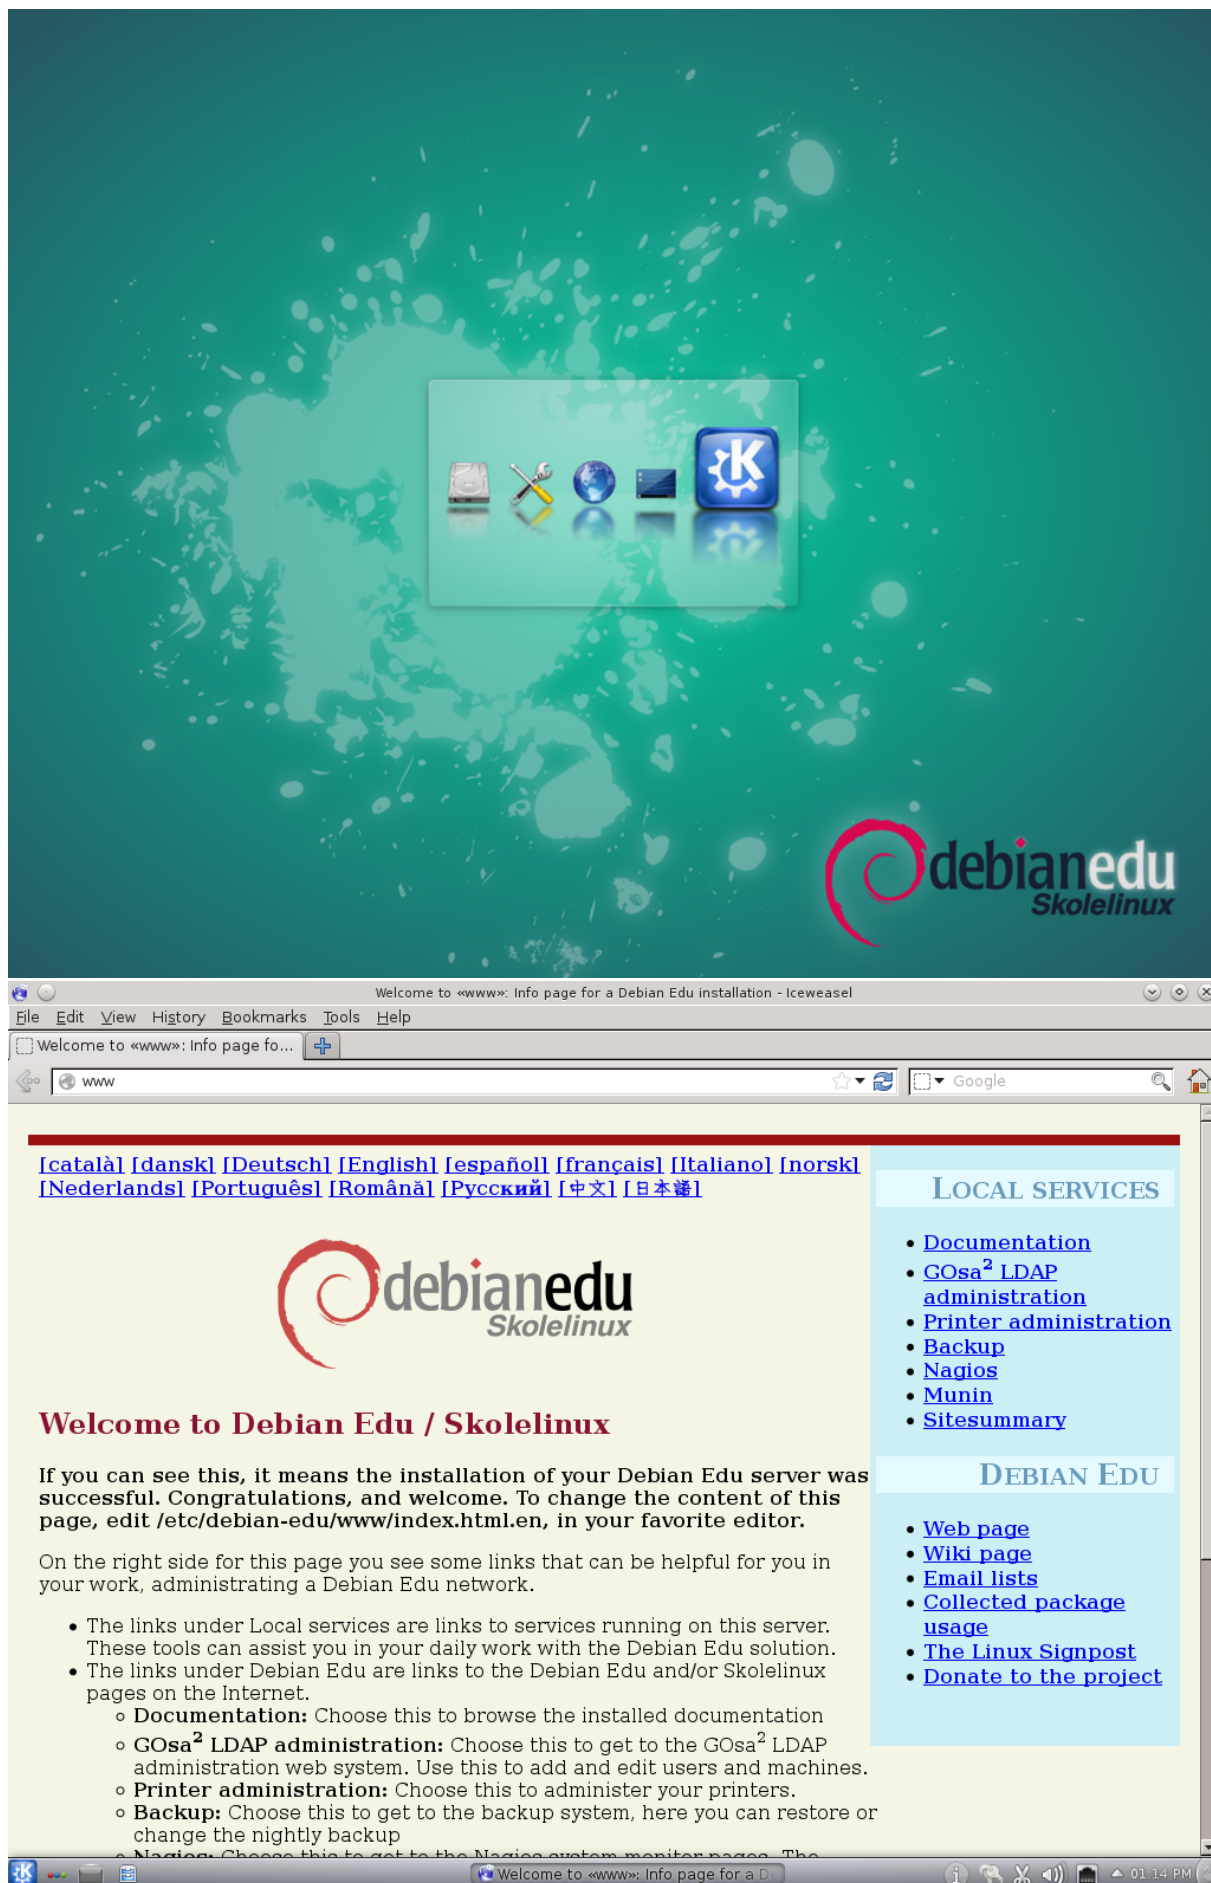 debianedu
Skolelinux
Welcome to «www»: Info page for a Debian Edu installation - Iceweasel
File Edit View History Bookmarks Tools Help
Welcome to «www»: Info page fo...
www
Google
[català] [dansk] [Deutsch] [English] [español] [français] [Italiano] [norsk]
[Nederlands] [Português] [Română] [Русский] [中文] [日本語]
debianedu
Skolelinux
Welcome to Debian Edu / Skolelinux
If you can see this, it means the installation of your Debian Edu server was
successful. Congratulations, and welcome. To change the content of this
page, edit /etc/debian-edu/www/index.html.en, in your favorite editor.
On the right side for this page you see some links that can be helpful for you in
your work, administrating a Debian Edu network.
• The links under Local services are links to services running on this server.
These tools can assist you in your daily work with the Debian Edu solution.
• The links under Debian Edu are links to the Debian Edu and/or Skolelinux
pages on the Internet.
◦ Documentation: Choose this to browse the installed documentation
◦ GOsa² LDAP administration: Choose this to get to the GOsa² LDAP
administration web system. Use this to add and edit users and machines.
◦ Printer administration: Choose this to administer your printers.
◦ Backup: Choose this to get to the backup system, here you can restore or
change the nightly backup
◦ Nagios: Choose this to get to the Nagios system monitor pages. The
LOCAL SERVICES
• Documentation
• GOsa² LDAP
administration
• Printer administration
• Backup
• Nagios
• Munin
• Sitesummary
DEBIAN EDU
• Web page
• Wiki page
• Email lists
• Collected package
usage
• The Linux Signpost
• Donate to the project
Welcome to «www»: Info page for a De
01:14 PM